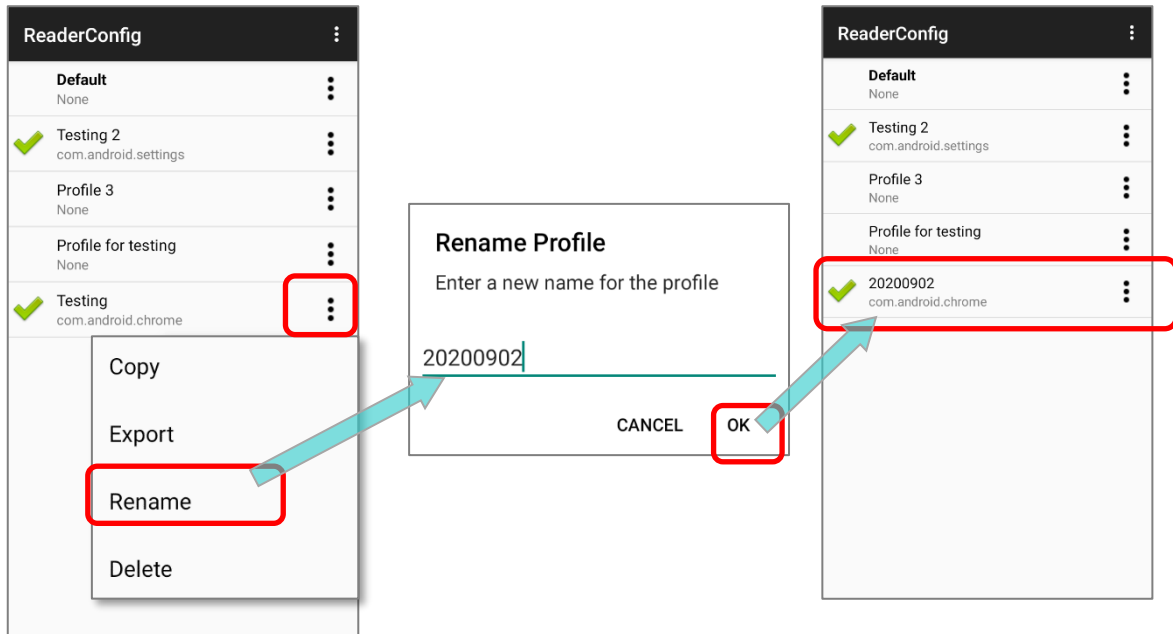 ReaderConfig
Default
None
Testing 2
com.android.settings
Profile 3
None
Profile for testing
None
Testing
com.android.chrome
Copy
Export
Rename
Delete
Rename Profile
Enter a new name for the profile
20200902
CANCEL OK
ReaderConfig
Default
None
Testing 2
com.android.settings
Profile 3
None
Profile for testing
None
20200902
com.android.chrome